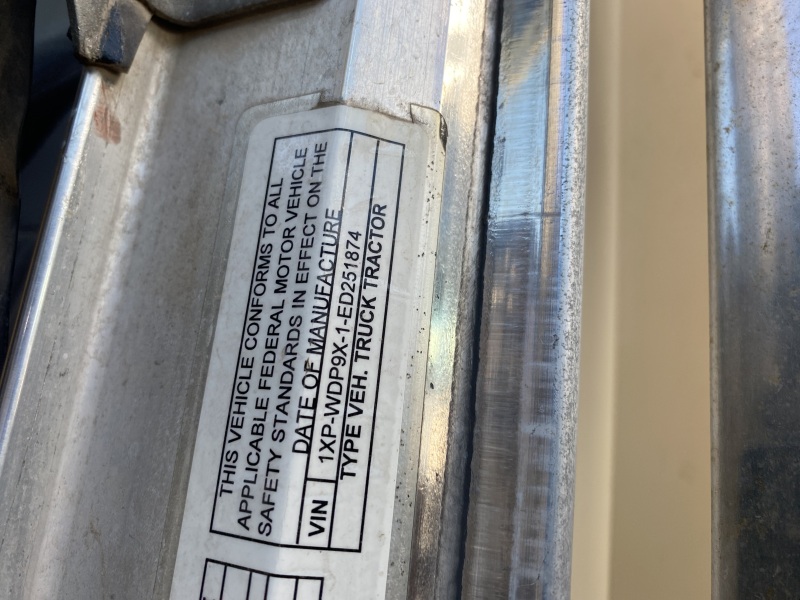 THIS VEHICLE CONFORMS TO ALL
APPLICABLE FEDERAL MOTOR VEHICLE
SAFETY STANDARDS IN EFFECT ON THE
DATE OF MANUFACTURE
VIN 1XP-WDP9X-1-ED251874
TYPE VEH. TRUCK TRACTOR